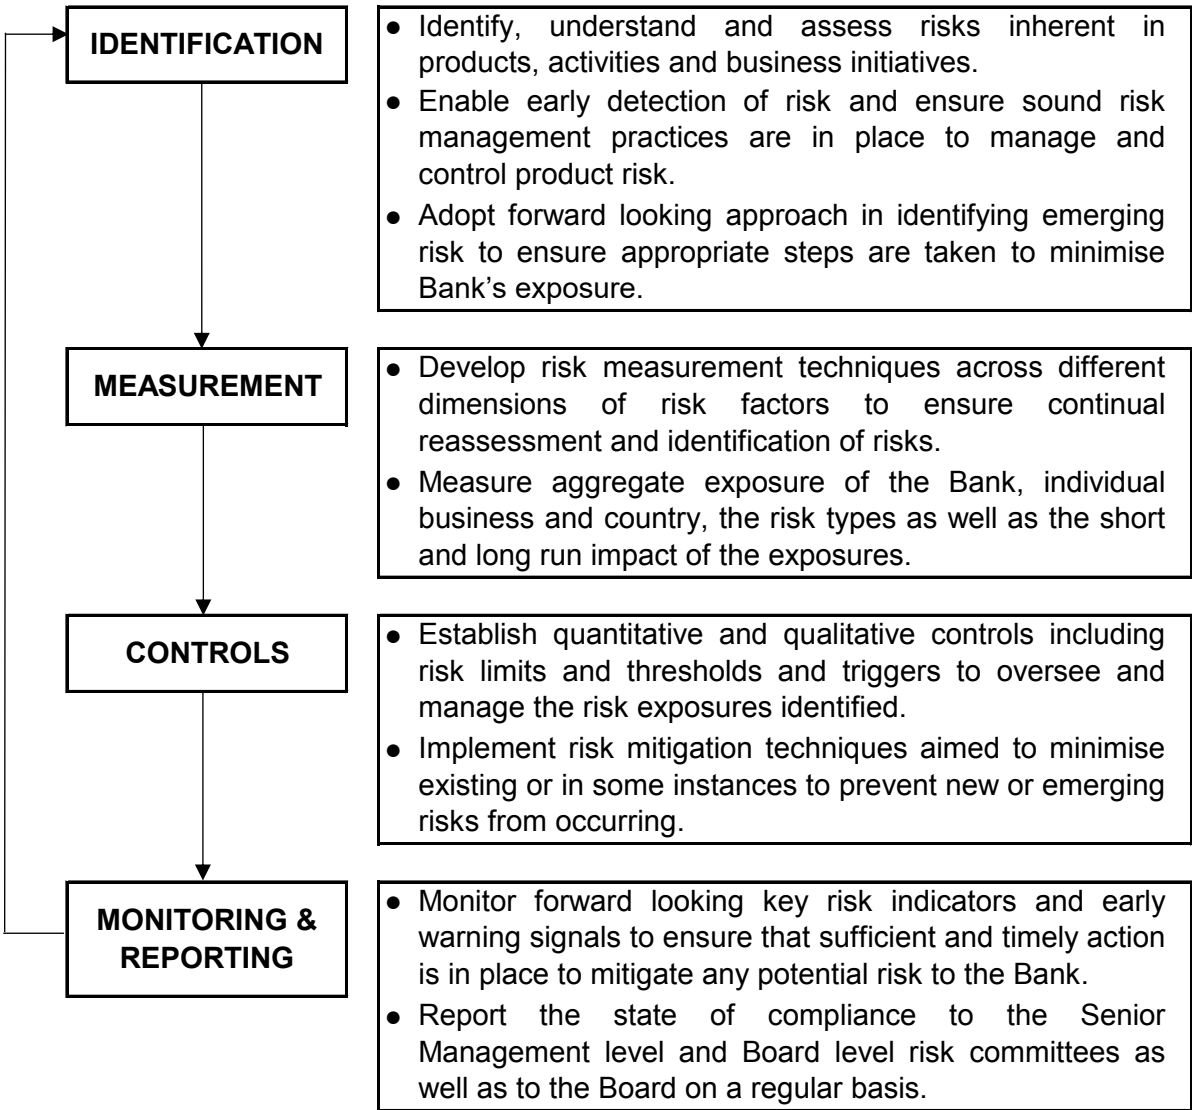 IDENTIFICATION
● Identify, understand and assess risks inherent in
products, activities and business initiatives.
● Enable early detection of risk and ensure sound risk
management practices are in place to manage and
control product risk.
● Adopt forward looking approach in identifying emerging
risk to ensure appropriate steps are taken to minimise
Bank’s exposure.
MEASUREMENT
● Develop risk measurement techniques across different
dimensions of risk factors to ensure continual
reassessment and identification of risks.
● Measure aggregate exposure of the Bank, individual
business and country, the risk types as well as the short
and long run impact of the exposures.
CONTROLS
● Establish quantitative and qualitative controls including
risk limits and thresholds and triggers to oversee and
manage the risk exposures identified.
● Implement risk mitigation techniques aimed to minimise
existing or in some instances to prevent new or emerging
risks from occurring.
MONITORING &
REPORTING
● Monitor forward looking key risk indicators and early
warning signals to ensure that sufficient and timely action
is in place to mitigate any potential risk to the Bank.
● Report the state of compliance to the Senior
Management level and Board level risk committees as
well as to the Board on a regular basis.